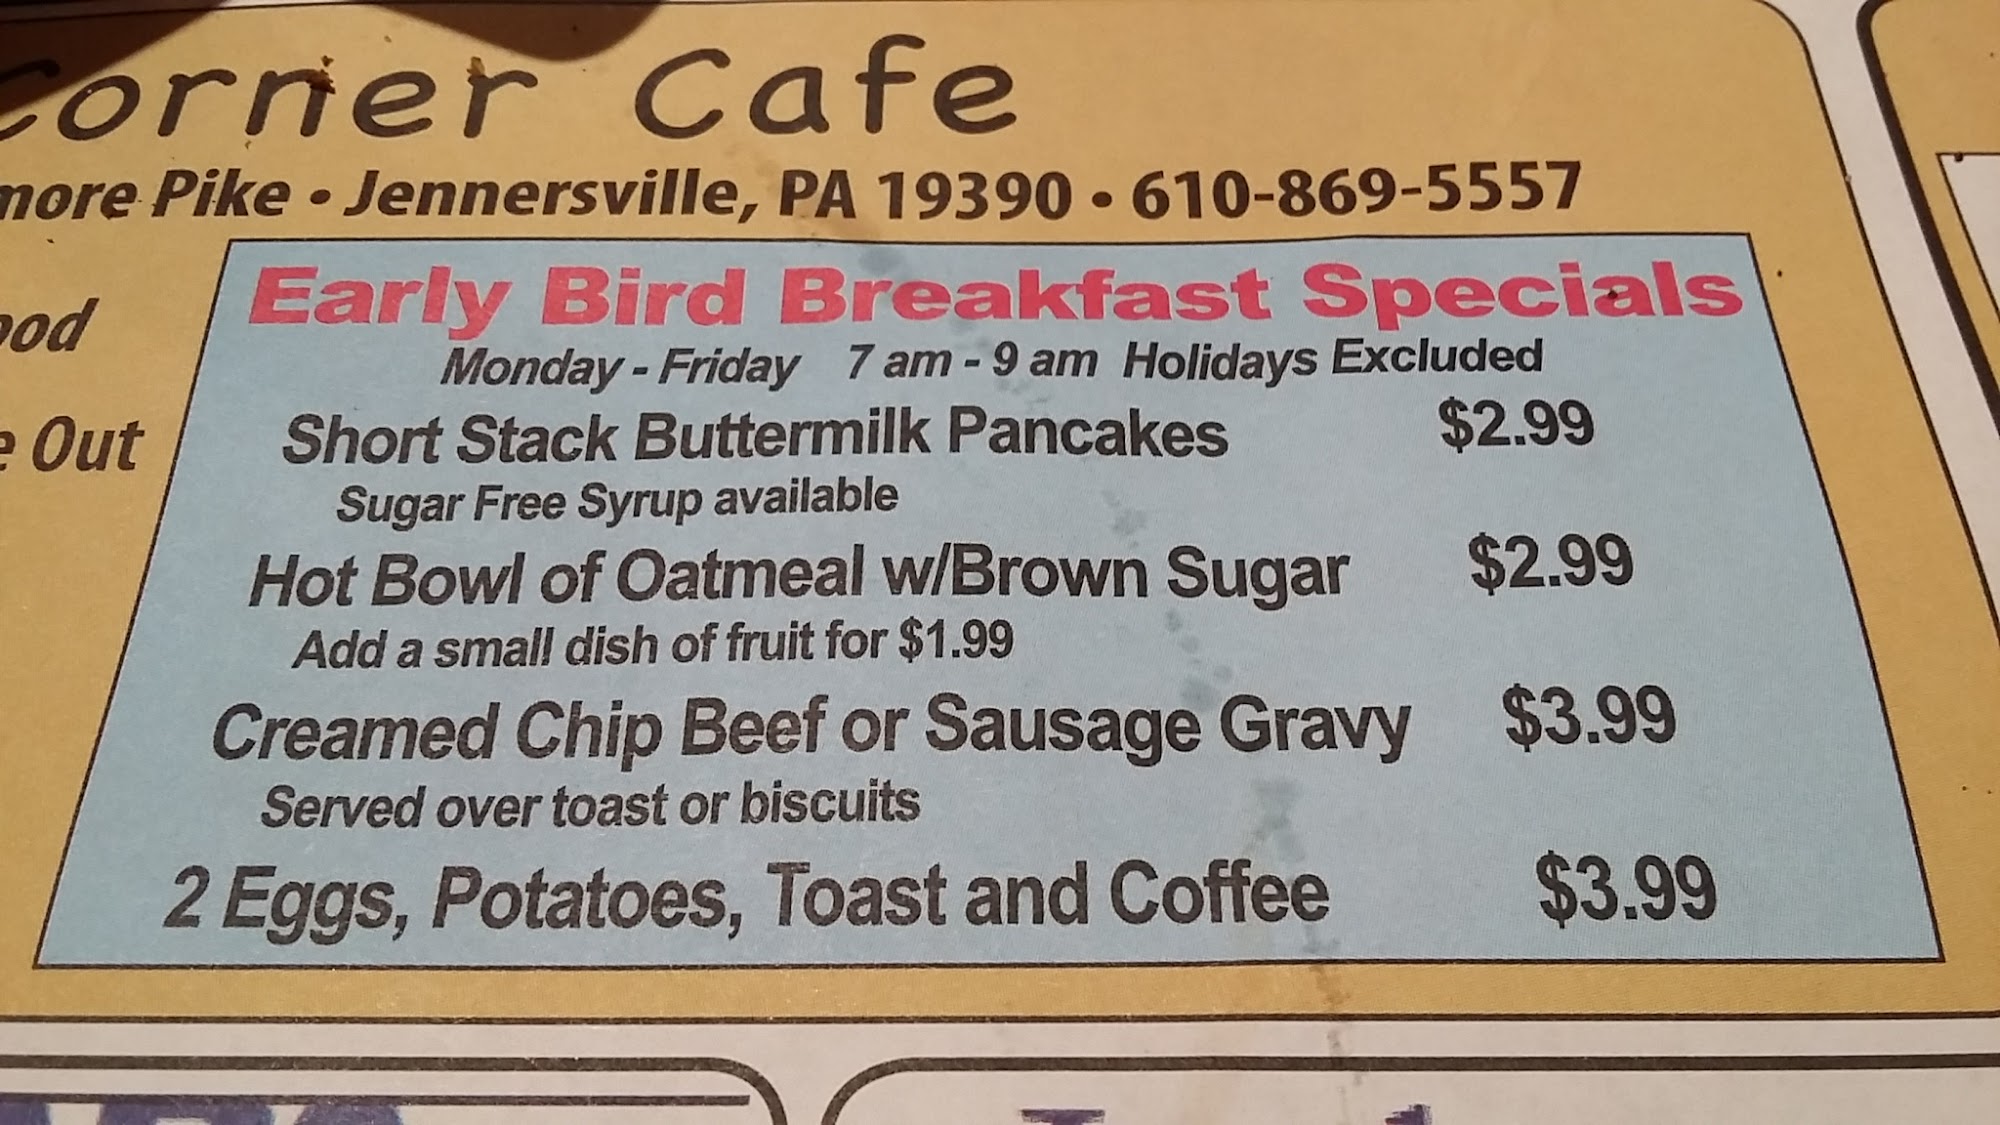 Corner Cafe
more Pike • Jennersville, PA 19390 • 610-869-5557
Early Bird Breakfast Specials
Monday - Friday 7 am - 9 am Holidays Excluded
Out
Short Stack Buttermilk Pancakes $2.99
Sugar Free Syrup available
Hot Bowl of Oatmeal w/Brown Sugar $2.99
Add a small dish of fruit for $1.99
Creamed Chip Beef or Sausage Gravy $3.99
Served over toast or biscuits
2 Eggs, Potatoes, Toast and Coffee $3.99